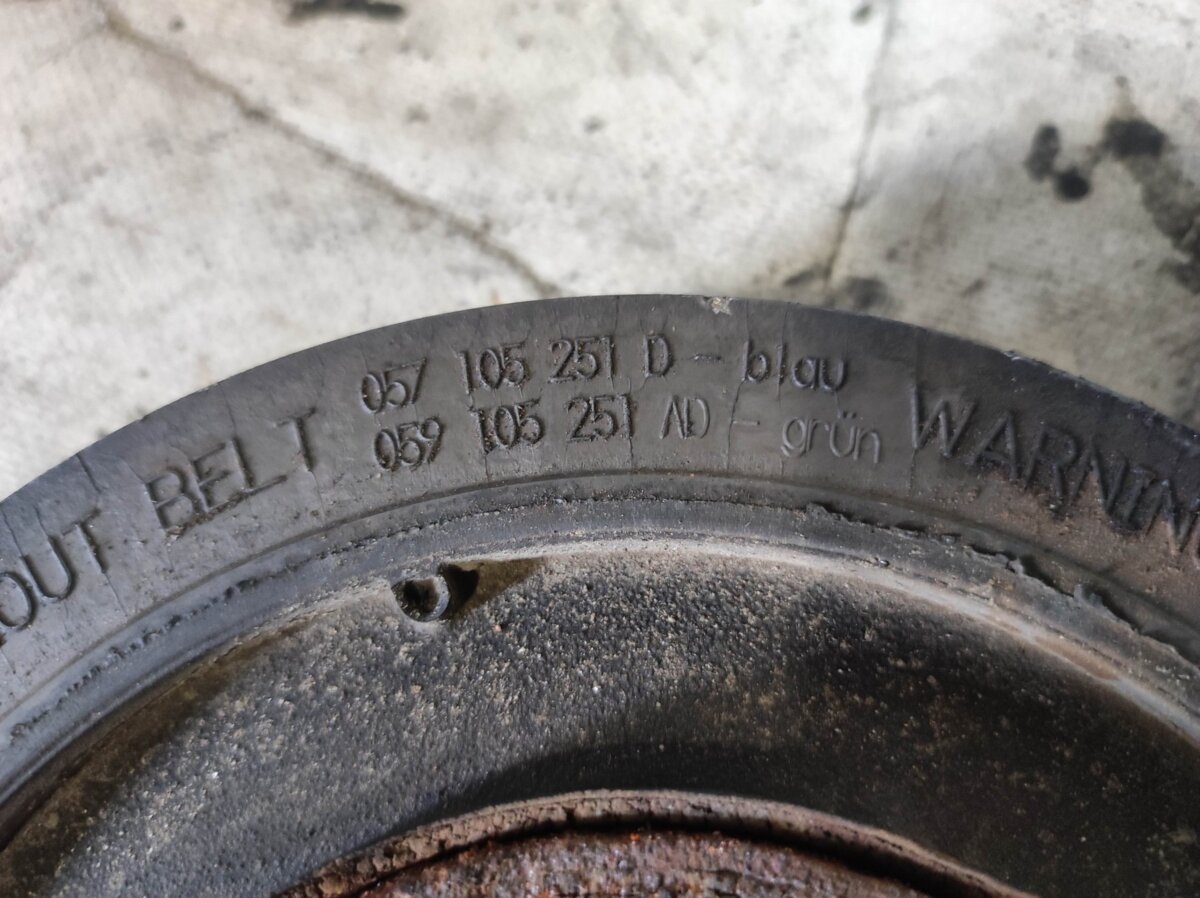 OUT BELT
057 105 251 D - blau
059 105 251 AD - grün
WARNIN